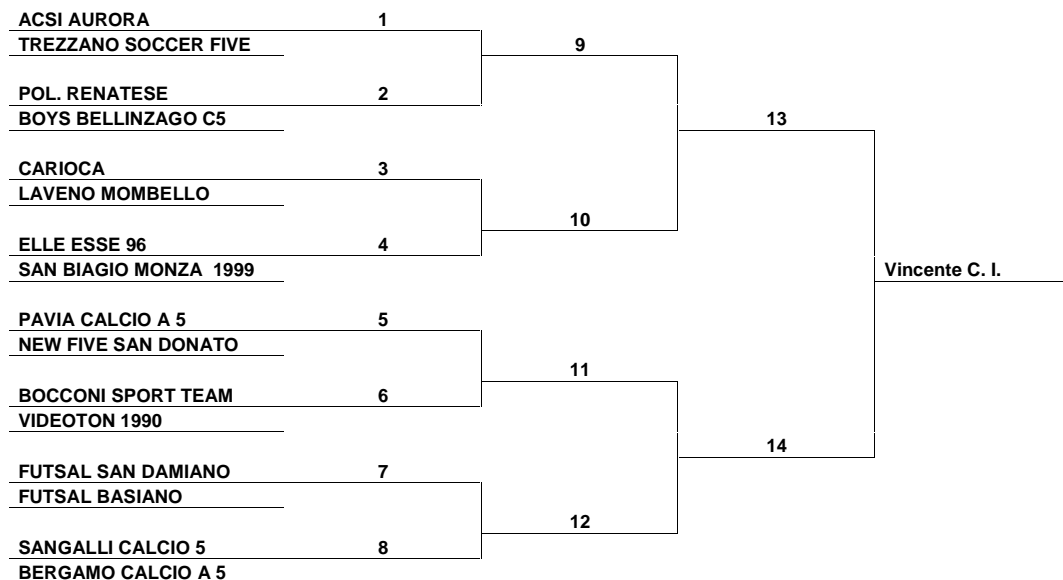 ACSI AURORA 1
TREZZANO SOCCER FIVE 9
POL. RENATESE 2
BOYS BELLINZAGO C5 13
CARIOCA 3
LAVENO MOMBELLO
10
ELLE ESSE 96 4
SAN BIAGIO MONZA 1999 Vincente C. I.
PAVIA CALCIO A 5 5
NEW FIVE SAN DONATO
11
BOCCONI SPORT TEAM 6
VIDEOTON 1990
14
FUTSAL SAN DAMIANO 7
FUTSAL BASIANO
12
SANGALLI CALCIO 5 8
BERGAMO CALCIO A 5